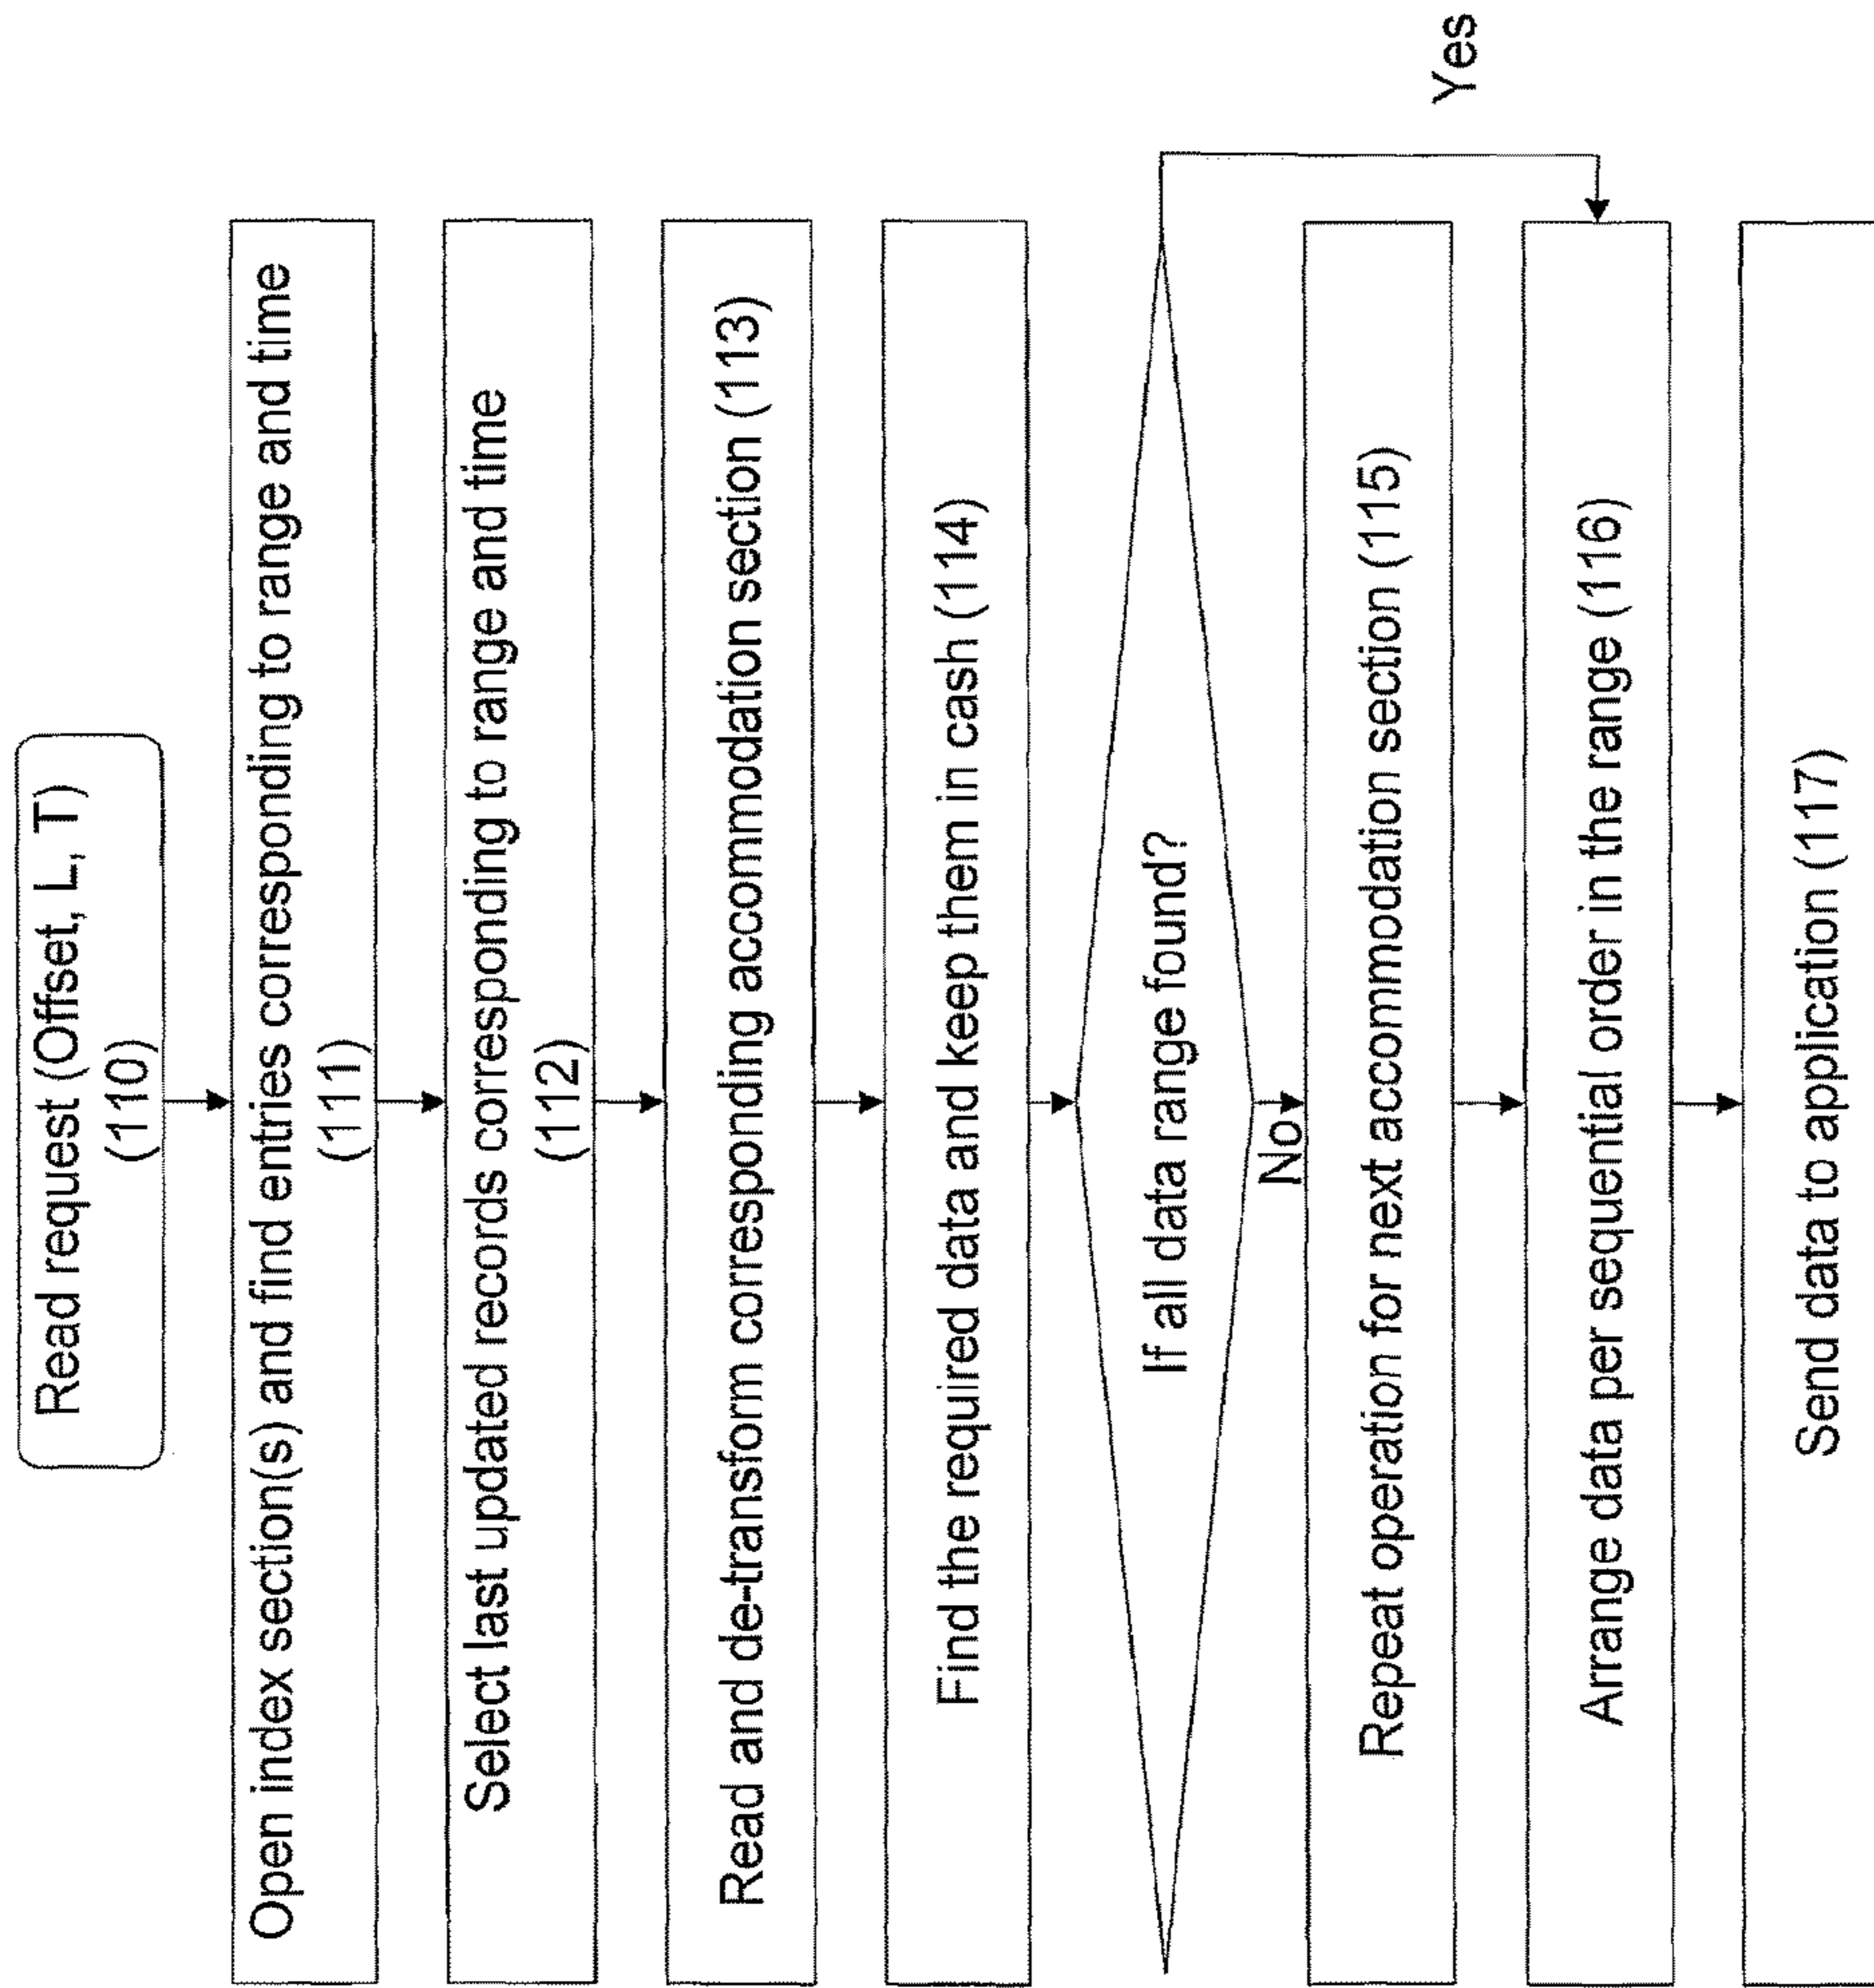 Read request (Offset, L, T)
(110)
Open index section(s) and find entries corresponding to range and time
(111)
Select last updated records corresponding to range and time
(112)
Read and de-transform corresponding accommodation section (113)
Find the required data and keep them in cash (114)
If all data range found?
Yes
No
Repeat operation for next accommodation section (115)
Arrange data per sequential order in the range (116)
Send data to application (117)